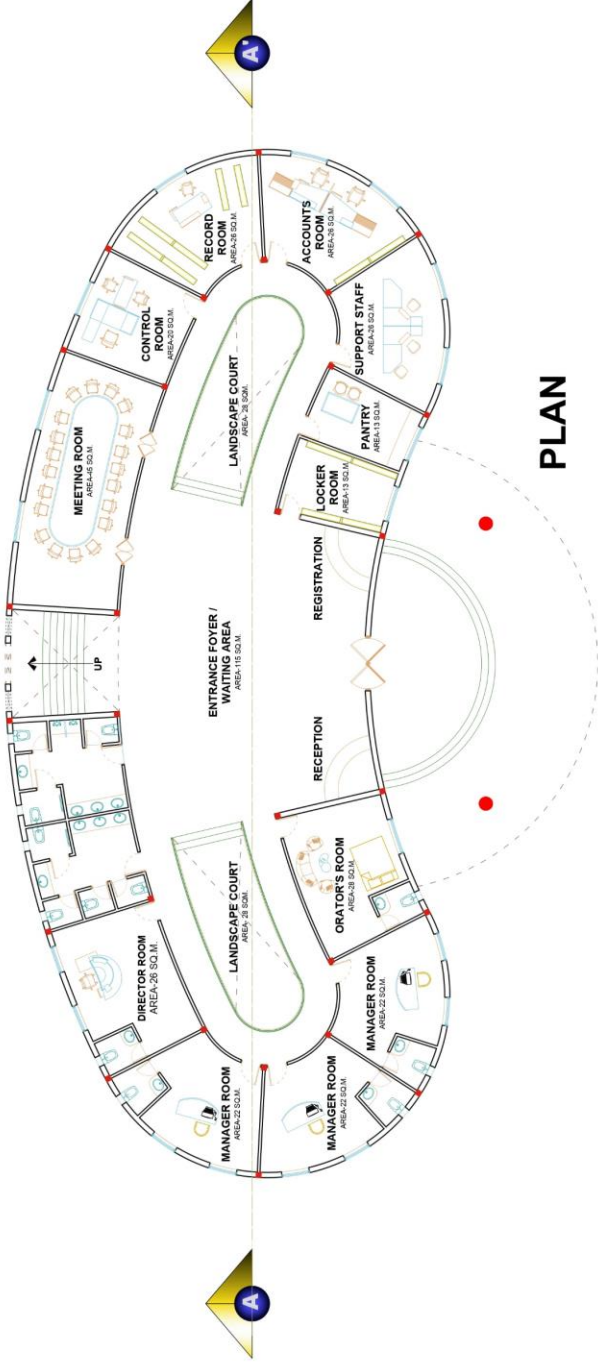 MEETING ROOM
AREA-45 SQ.M.
UP
DIRECTOR ROOM
AREA-26 SQ.M.
CONTROL
ROOM
AREA-20 SQ.M.
RECORD
ROOM
AREA-26 SQ.M.
MANAGER ROOM
AREA-22 SQ.M.
LANDSCAPE COURT
AREA- 28 SQM.
ENTRANCE FOYER /
WAITING AREA
AREA-115 SQ.M.
LANDSCAPE COURT
AREA- 28 SQM.
A
A'
MANAGER ROOM
AREA-22 SQ.M.
ACCOUNTS
ROOM
AREA-26 SQ.M.
RECEPTION
REGISTRATION
ORATOR'S ROOM
AREA-28 SQ.M.
LOCKER
ROOM
AREA-13 SQ.M.
PANTRY
AREA-13 SQ.M.
SUPPORT STAFF
AREA-26 SQ.M.
MANAGER ROOM
AREA-22 SQ.M.
PLAN